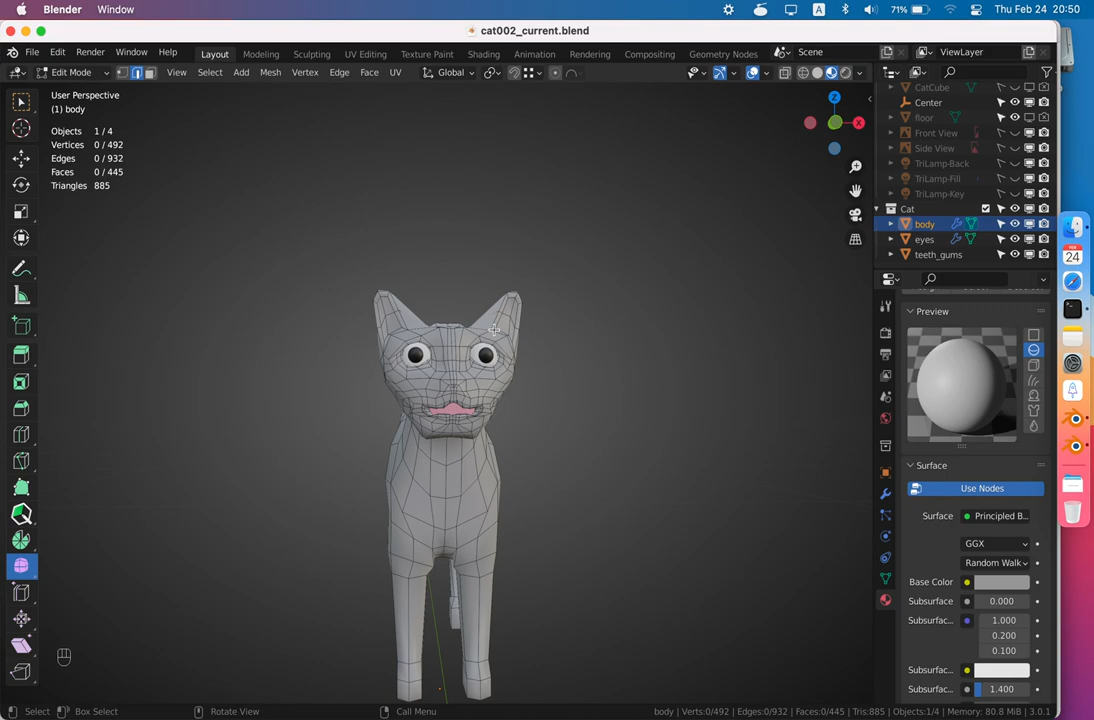 Blender Window 71% A Thu Feb 24 20:50
cat002_current.blend
File Edit Render Window Help Layout Modeling Sculpting UV Editing Texture Paint Shading Animation Rendering Compositing Geometry Nodes Scene ViewLayer
Edit Mode View Select Add Mesh Vertex Edge Face UV Global
User Perspective
(1) body
Objects 1/4
Vertices 0/492
Edges 0/932
Faces 0/445
Triangles 885
Z
X
CatCube
Center
floor
Front View
Side View
TriLamp-Back
TriLamp-Fill
TriLamp-Key
Cat
body
eyes
teeth_gums
FEB
24
Preview
Surface
Use Nodes
Surface Principled B...
GGX
Random Walk
Base Color
Subsurface 0.000
Subsurfac... 1.000
0.200
0.100
Subsurfac...
Subsurfac... 1.400
Select Box Select Rotate View Call Menu body | Verts:0/492 | Edges:0/932 | Faces:0/445 | Tris:885 | Objects:1/4 | Memory: 80.8 MiB | 3.0.1